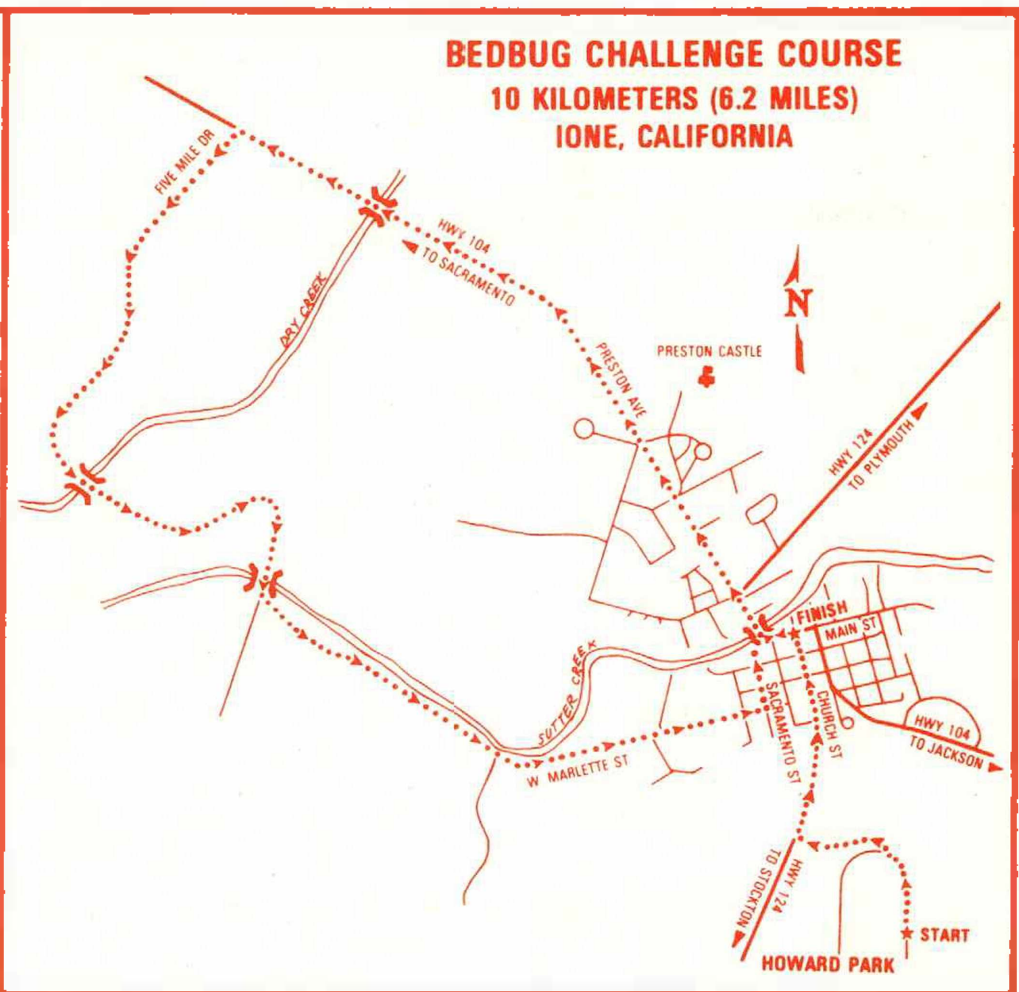 BEDBUG CHALLENGE COURSE
10 KILOMETERS (6.2 MILES)
IONE, CALIFORNIA
FIVE MILE DR
HWY 104
TO SACRAMENTO
DRY CREEK
N
PRESTON CASTLE
PRESTON AVE
HWY 124
TO PLYMOUTH
FINISH
MAIN ST
SUTTER CREEK
SACRAMENTO ST
CHURCH ST
HWY 104
TO JACKSON
W MARLETTE ST
HWY 124
TO STOCKTON
START
HOWARD PARK